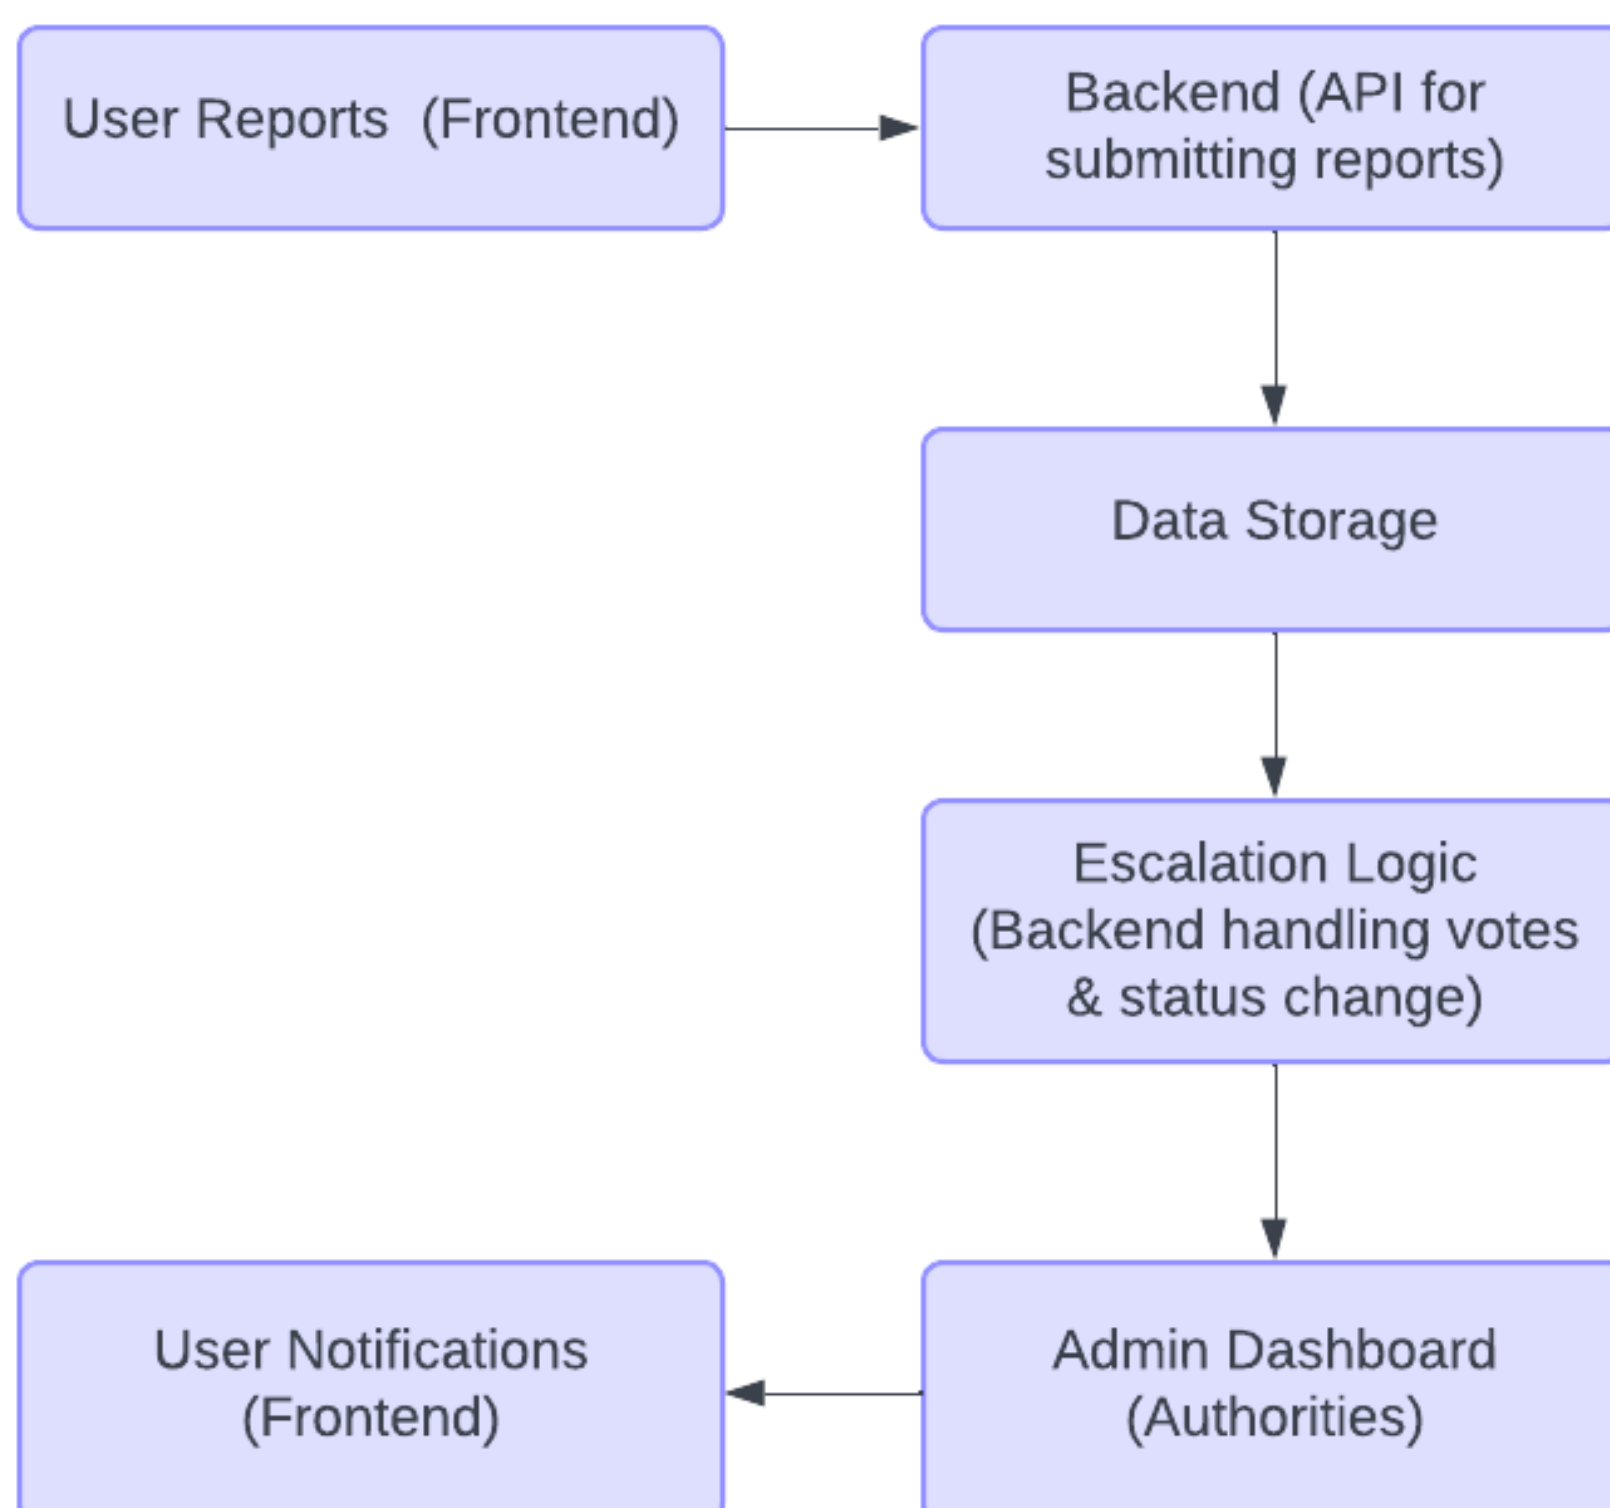 User Reports  (Frontend)
Backend (API for
submitting reports)
Data Storage
Escalation Logic
(Backend handling votes
& status change)
User Notifications
(Frontend)
Admin Dashboard
(Authorities)